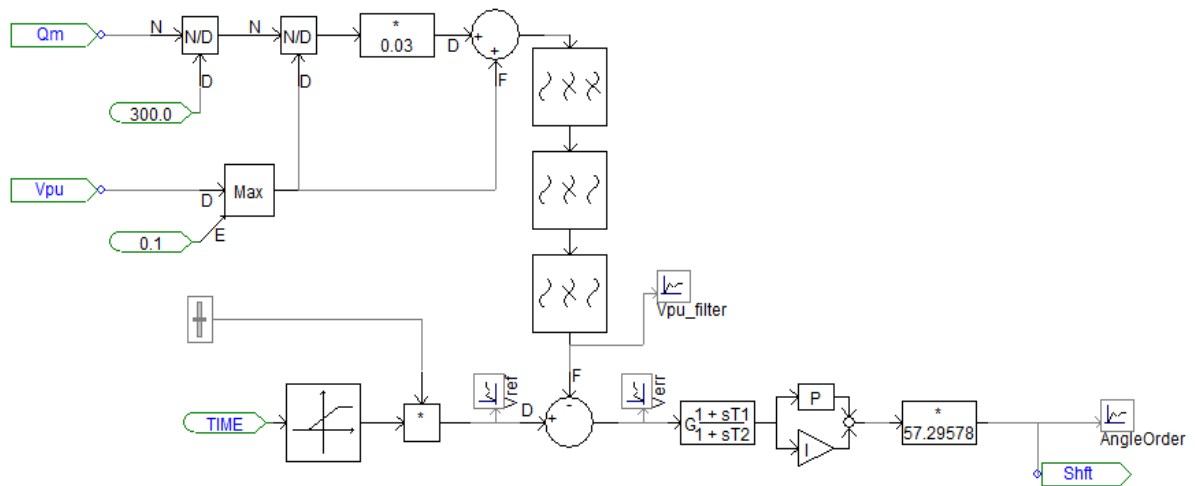 Qm
N
N/D
N
N/D
*
0.03
D
+
+
D
D
F
300.0
Vpu
D
Max
0.1
E
Vpu_filter
F
TIME
*
Vref
D
+
-
Verr
G
1 + sT1
1 + sT2
P
I
*
57.29578
AngleOrder
Shft